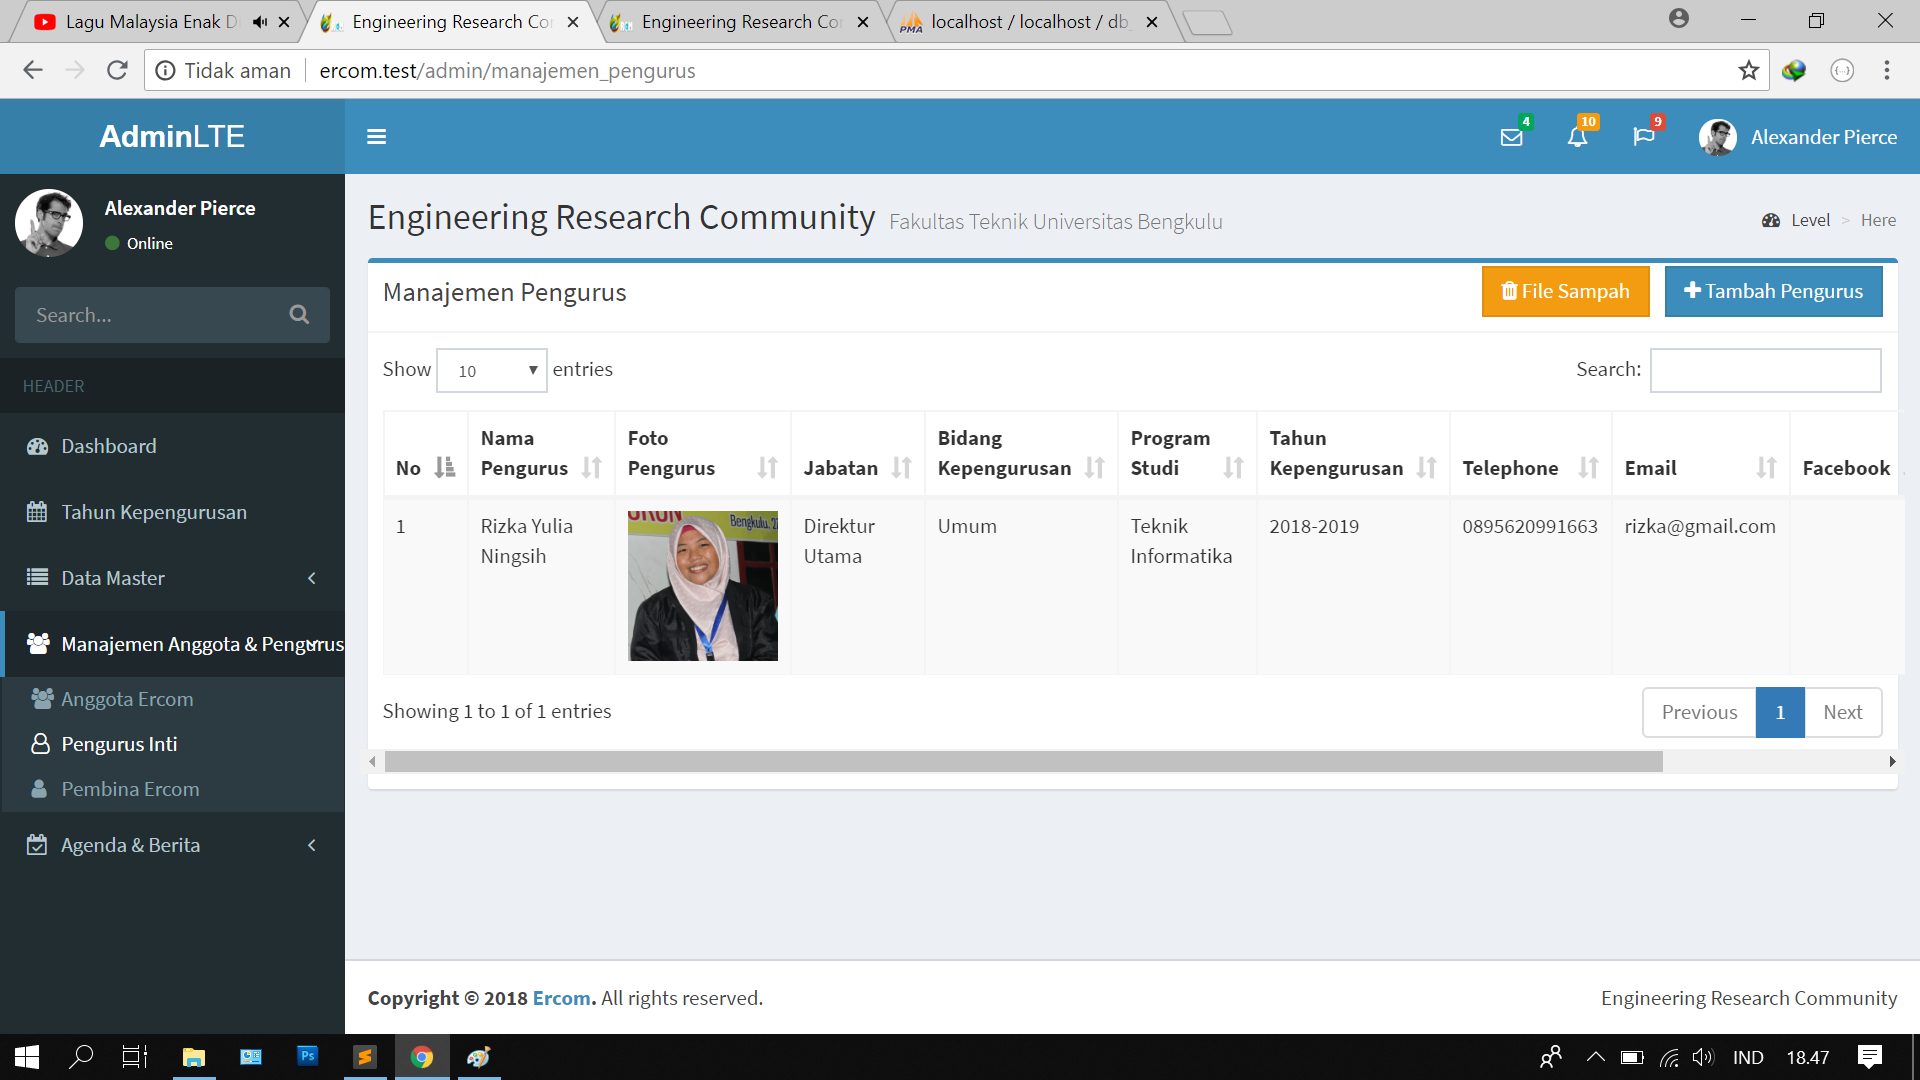 Lagu Malaysia Enak D
Engineering Research Co
Engineering Research Co
localhost / localhost / db
Tidak aman
ercom.test/admin/manajemen_pengurus
AdminLTE
4
10
9
Alexander Pierce
Alexander Pierce
Online
Search...
HEADER
Dashboard
Tahun Kepengurusan
Data Master
Manajemen Anggota & Pengurus
Anggota Ercom
Pengurus Inti
Pembina Ercom
Agenda & Berita
Engineering Research Community Fakultas Teknik Universitas Bengkulu
Level > Here
Manajemen Pengurus
File Sampah
Tambah Pengurus
Show 10 entries
Search:
No
Nama
Pengurus
Foto
Pengurus
Jabatan
Bidang
Kepengurusan
Program
Studi
Tahun
Kepengurusan
Telephone
Email
Facebook
1
Rizka Yulia
Ningsih
Bengkulu, 2
Direktur
Utama
Umum
Teknik
Informatika
2018-2019
0895620991663
rizka@gmail.com
Showing 1 to 1 of 1 entries
Previous
1
Next
Copyright © 2018 Ercom. All rights reserved.
Engineering Research Community
Ps
IND
18.47